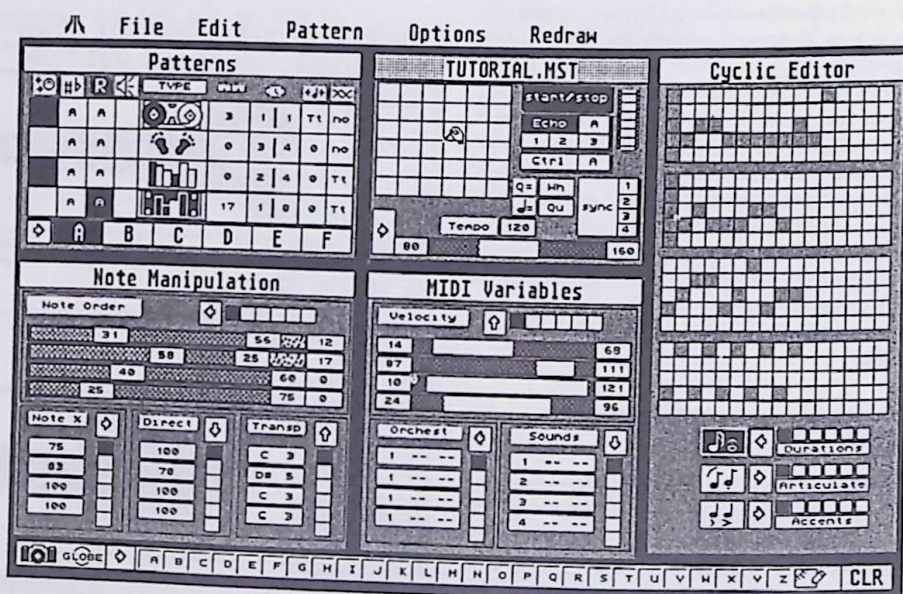 File Edit Pattern Options Redraw
Patterns
R TYPE
A A 3 1 1 Tt no
A A 0 3 4 0 no
A A 0 2 4 0 Tt
A A 17 1 8 0 Tt
A B C D E F
TUTORIAL.MST
start/stop
Echo A
1 2 3
Ctrl A
Q= Wh
= Qu
sync
1
2
3
4
Tempo 120
80 160
Cyclic Editor
Durations
Articulate
Accents
Note Manipulation
Note Order
31 56 12
58 25 17
40 60 0
25 75 0
Note %
75
83
100
100
Direct
100
78
100
100
Transp
C 3
D# 5
C 3
C 3
MIDI Variables
Velocity
14 68
87 111
10 121
24 96
Orchest
1 -- --
1 -- --
1 -- --
1 -- --
Sounds
1 -- --
2 -- --
3 -- --
4 -- --
GLOBE A B C D E F G H I J K L M N O P Q R S T U V W X Y Z CLR